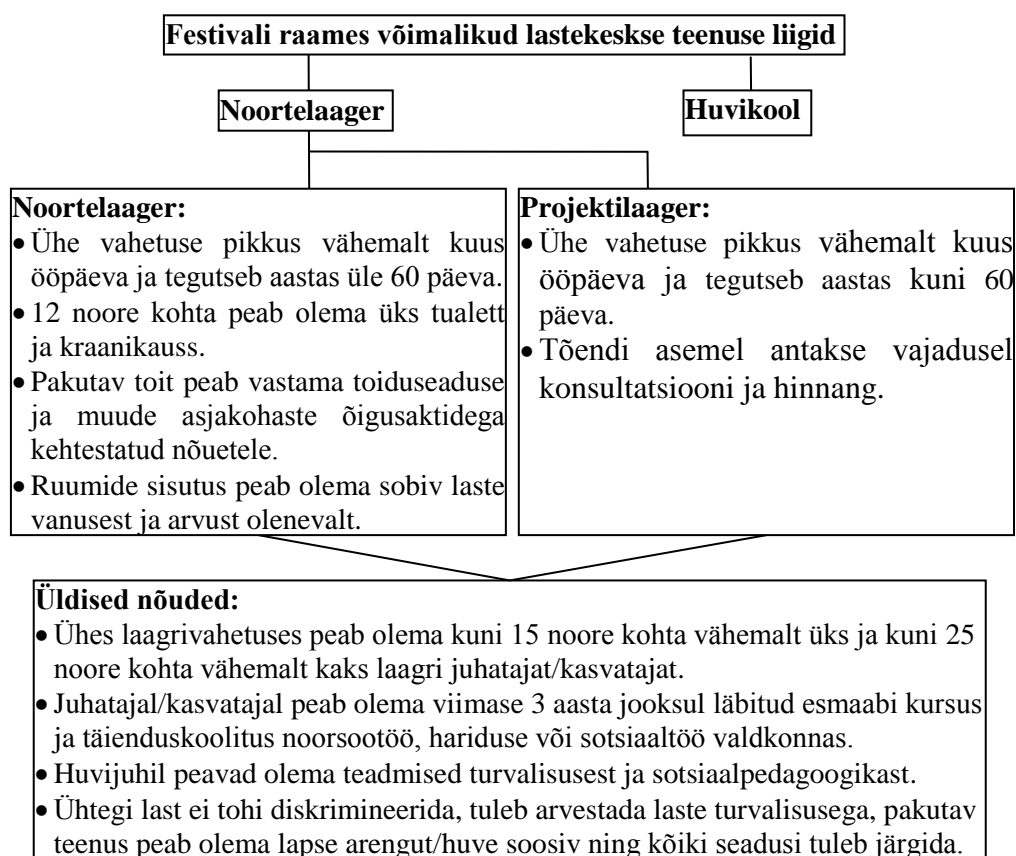 Festivali raames võimalikud lastekeskse teenuse liigid
Noortelaager
Huvikool
Noortelaager:
• Ühe vahetuse pikkus vähemalt kuus
ööpäeva ja tegutseb aastas üle 60 päeva.
• 12 noore kohta peab olema üks tualett
ja kraanikauss.
• Pakutav toit peab vastama toiduseaduse
ja muude asjakohaste õigusaktidega
kehtestatud nõuetele.
• Ruumide sisutus peab olema sobiv laste
vanusest ja arvust olenevalt.
Projektilaager:
• Ühe vahetuse pikkus vähemalt kuus
ööpäeva ja tegutseb aastas kuni 60
päeva.
• Tõendi asemel antakse vajadusel
konsultatsiooni ja hinnang.
Üldised nõuded:
• Ühes laagrivahetuses peab olema kuni 15 noore kohta vähemalt üks ja kuni 25
noore kohta vähemalt kaks laagri juhatajat/kasvatajat.
• Juhatajal/kasvatajal peab olema viimase 3 aasta jooksul läbitud esmaabi kursus
ja täienduskoolitus noorsootöö, hariduse või sotsiaaltöö valdkonnas.
• Huvijuhil peavad olema teadmised turvalisusest ja sotsiaalpedagoogikast.
• Ühtegi last ei tohi diskrimineerida, tuleb arvestada laste turvalisusega, pakutav
teenus peab olema lapse arengut/huve soosiv ning kõiki seadusi tuleb järgida.